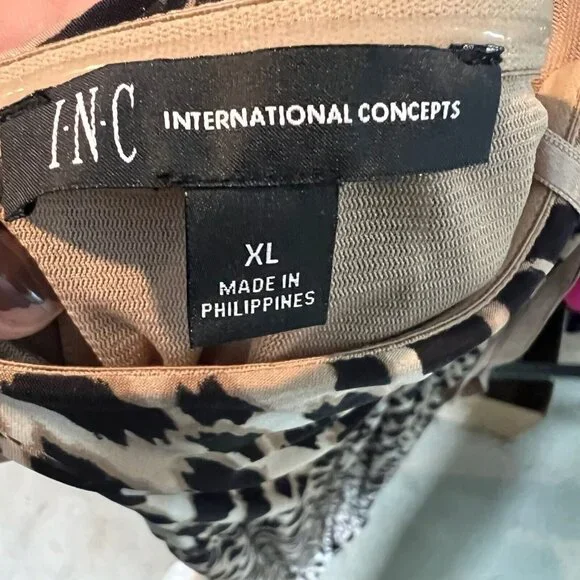 I·N·C INTERNATIONAL CONCEPTS
XL
MADE IN
PHILIPPINES